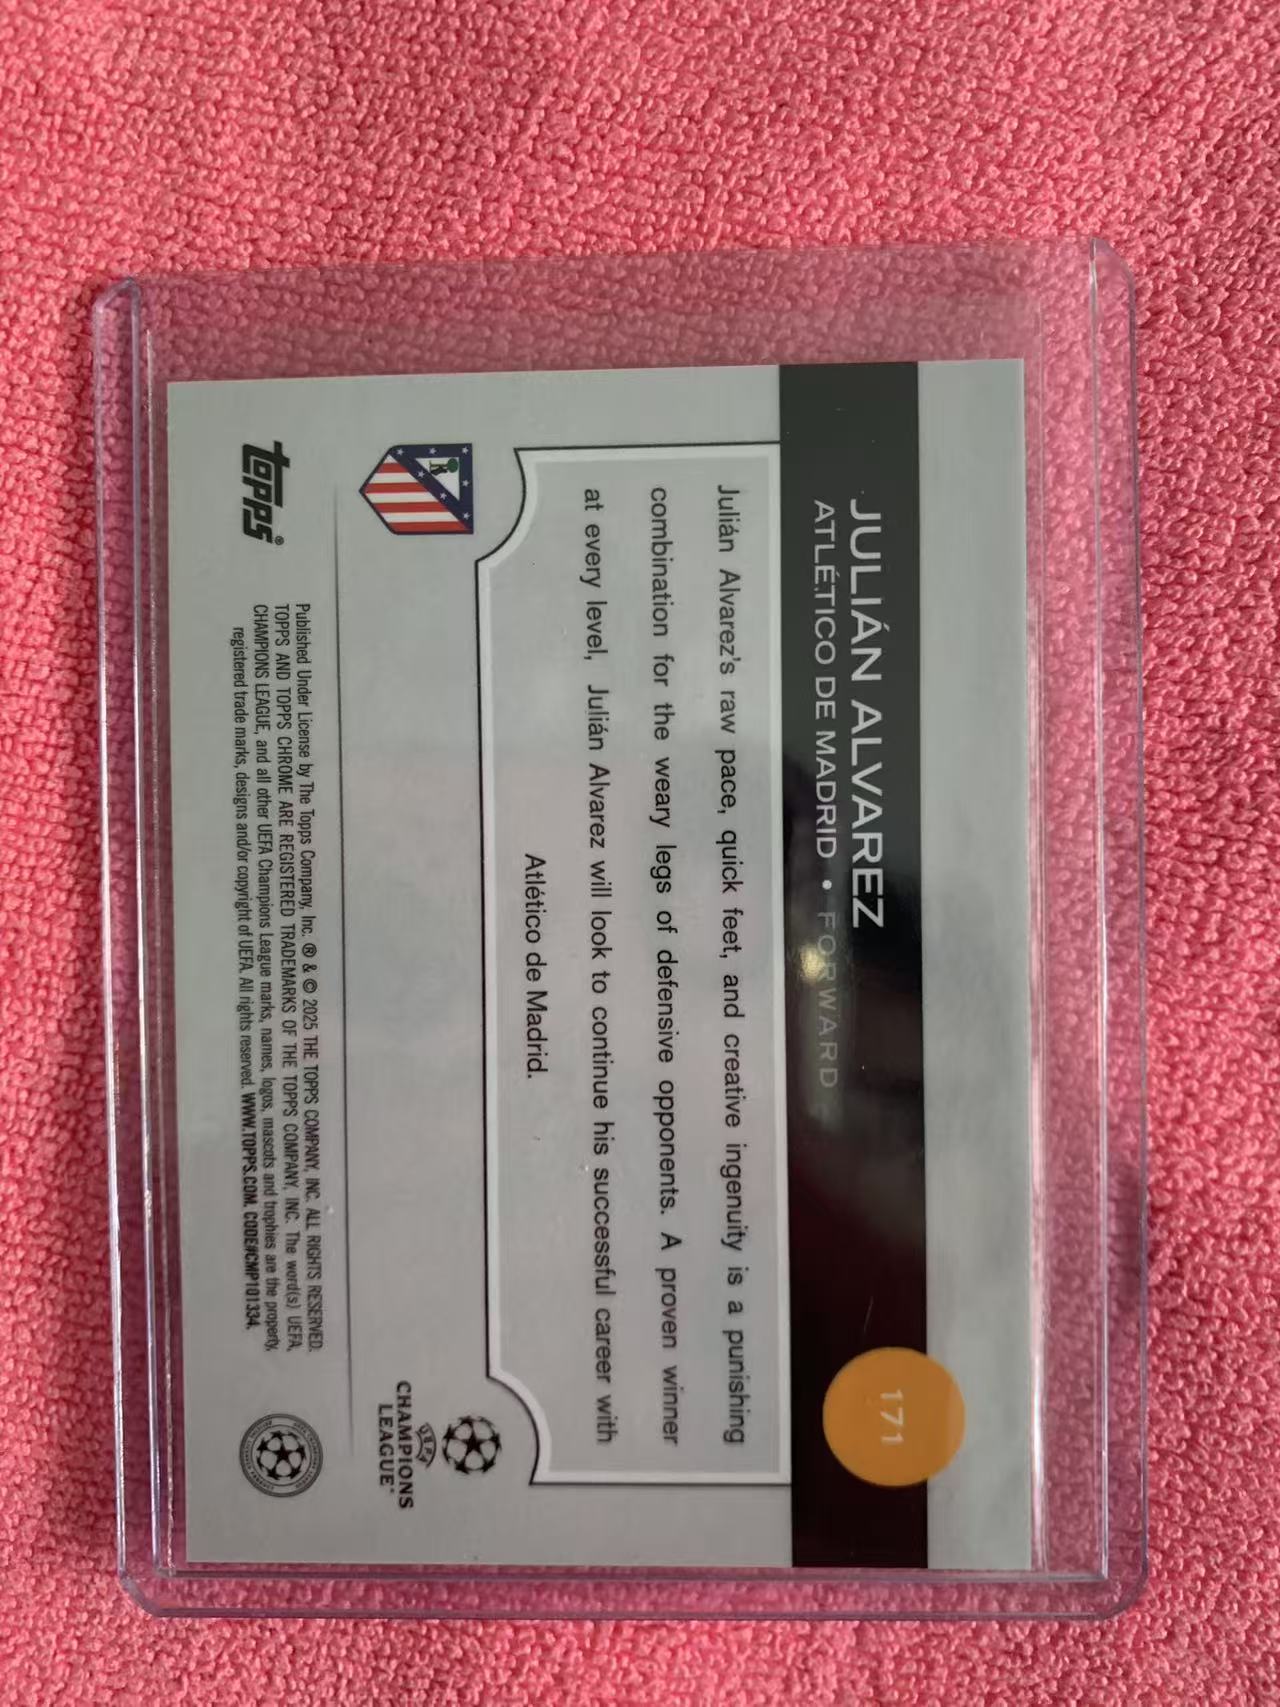 171
JULIÁN ALVAREZ
ATLÉTICO DE MADRID • FORWARD
Julián Alvarez's raw pace, quick feet, and creative ingenuity is a punishing
combination for the weary legs of defensive opponents. A proven winner
at every level, Julián Alvarez will look to continue his successful career with
Atlético de Madrid.
UEFA
CHAMPIONS
LEAGUE®
topps®
Published Under License by The Topps Company, Inc. ® & © 2025 THE TOPPS COMPANY, INC. ALL RIGHTS RESERVED.
TOPPS AND TOPPS CHROME ARE REGISTERED TRADEMARKS OF THE TOPPS COMPANY, INC. The word(s) UEFA,
CHAMPIONS LEAGUE, and all other UEFA Champions League marks, names, logos, mascots and trophies are the property,
registered trade marks, designs and/or copyright of UEFA. All rights reserved. WWW.TOPPS.COM. CODE#CMP101334.